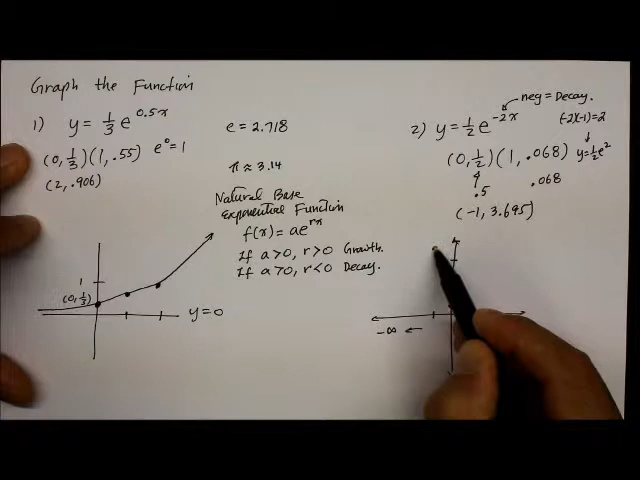 Graph the Function
1) y = 1/3 e^0.5x
(0, 1/3) (1, .55) e^0 = 1
(2, .906)
e = 2.718
π ≈ 3.14
Natural Base
Exponential Function
f(x) = ae^rx
If a>0, r>0 Growth.
If a>0, r<0 Decay.
1
(0, 1/3)
y=0
neg = Decay.
2) y = 1/2 e^-2x
(-2)(-1) = 2
(0, 1/2) (1, .068) y = 1/2 e^2
.5 .068
(-1, 3.695)
-∞ ←